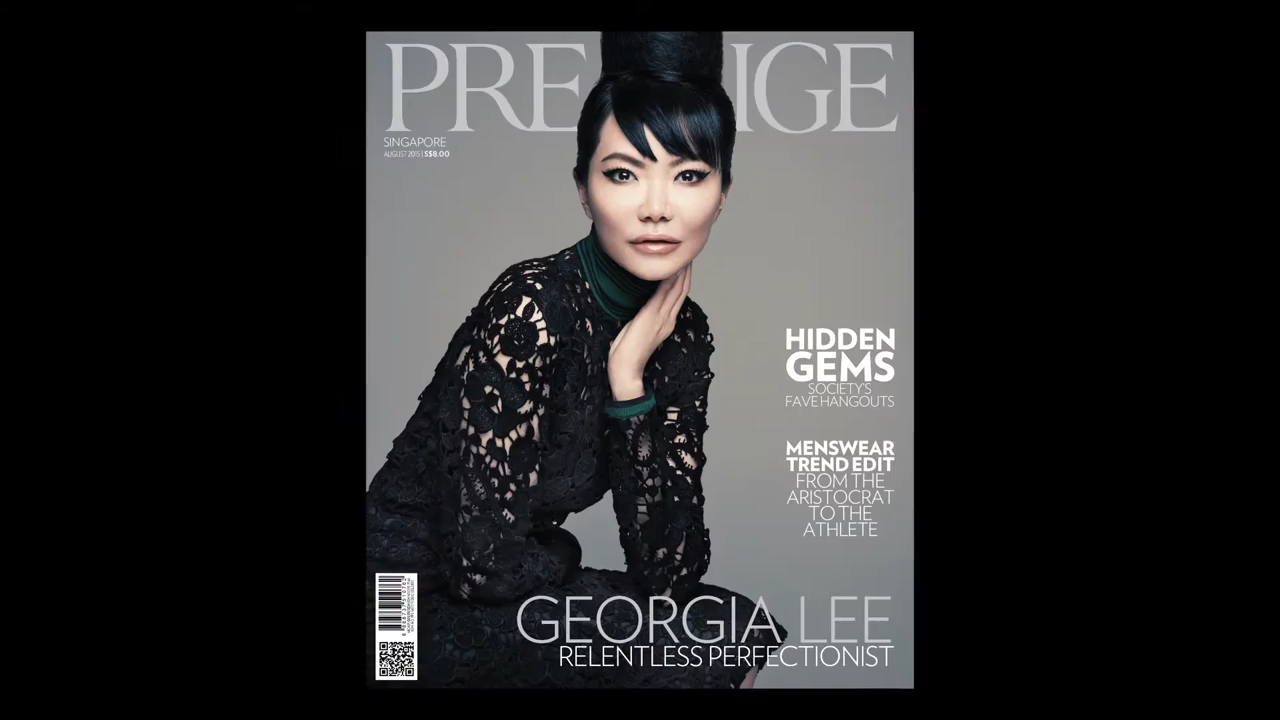 PRE IGE
SINGAPORE
AUGUST 2015 | S$8.00
HIDDEN
GEMS
SOCIETY'S
FAVE HANGOUTS
MENSWEAR
TREND EDIT
FROM THE
ARISTOCRAT
TO THE
ATHLETE
GEORGIA LEE
RELENTLESS PERFECTIONIST